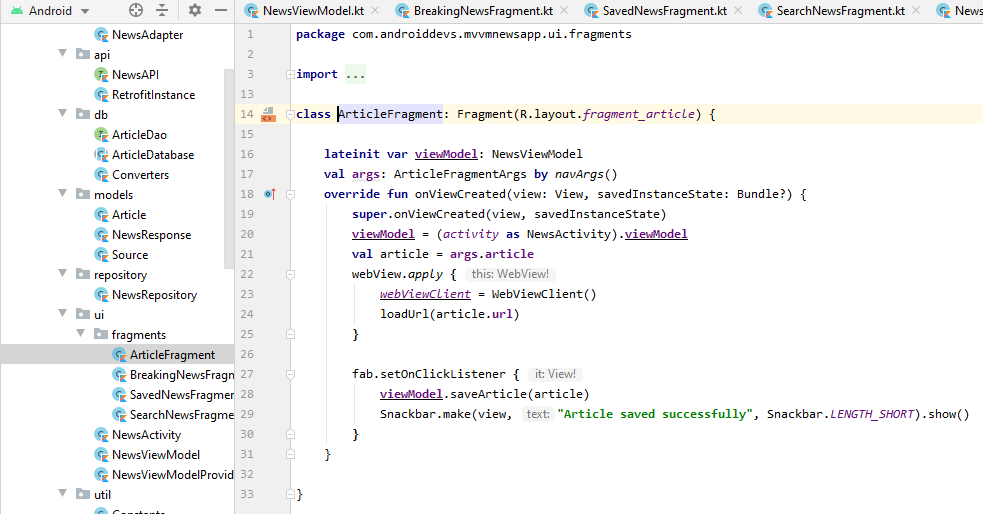 Android
NewsViewModel.kt
BreakingNewsFragment.kt
SavedNewsFragment.kt
SearchNewsFragment.kt
News
NewsAdapter
api
NewsAPI
RetrofitInstance
db
ArticleDao
ArticleDatabase
Converters
models
Article
NewsResponse
Source
repository
NewsRepository
ui
fragments
ArticleFragment
BreakingNewsFragn
SavedNewsFragmer
SearchNewsFragme
NewsActivity
NewsViewModel
NewsViewModelProvid
util
1 package com.androiddevs.mvvmnewsapp.ui.fragments
2
3 import ...
13
14 class ArticleFragment: Fragment(R.layout.fragment_article) {
15
16 lateinit var viewModel: NewsViewModel
17 val args: ArticleFragmentArgs by navArgs()
18 override fun onViewCreated(view: View, savedInstanceState: Bundle?) {
19 super.onViewCreated(view, savedInstanceState)
20 viewModel = (activity as NewsActivity).viewModel
21 val article = args.article
22 webView.apply { this: WebView!
23 webViewClient = WebViewClient()
24 loadUrl(article.url)
25 }
26
27 fab.setOnClickListener { it: View!
28 viewModel.saveArticle(article)
29 Snackbar.make(view, text: "Article saved successfully", Snackbar.LENGTH_SHORT).show()
30 }
31 }
32
33 }